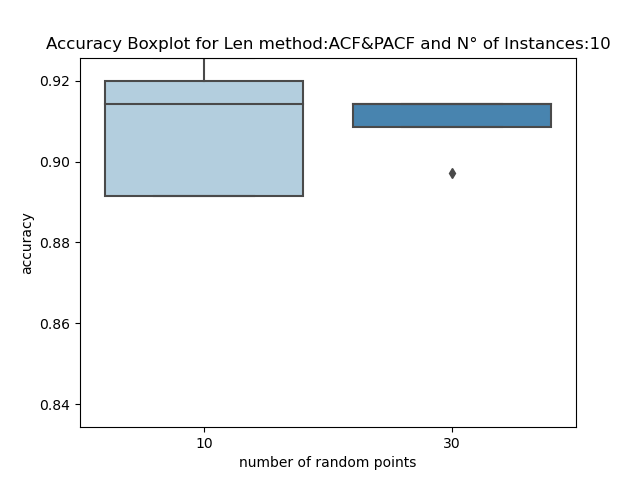 Accuracy Boxplot for Len method:ACF&PACF and N° of Instances:10
0.92
0.90
0.88
0.86
0.84
accuracy
10 30
number of random points